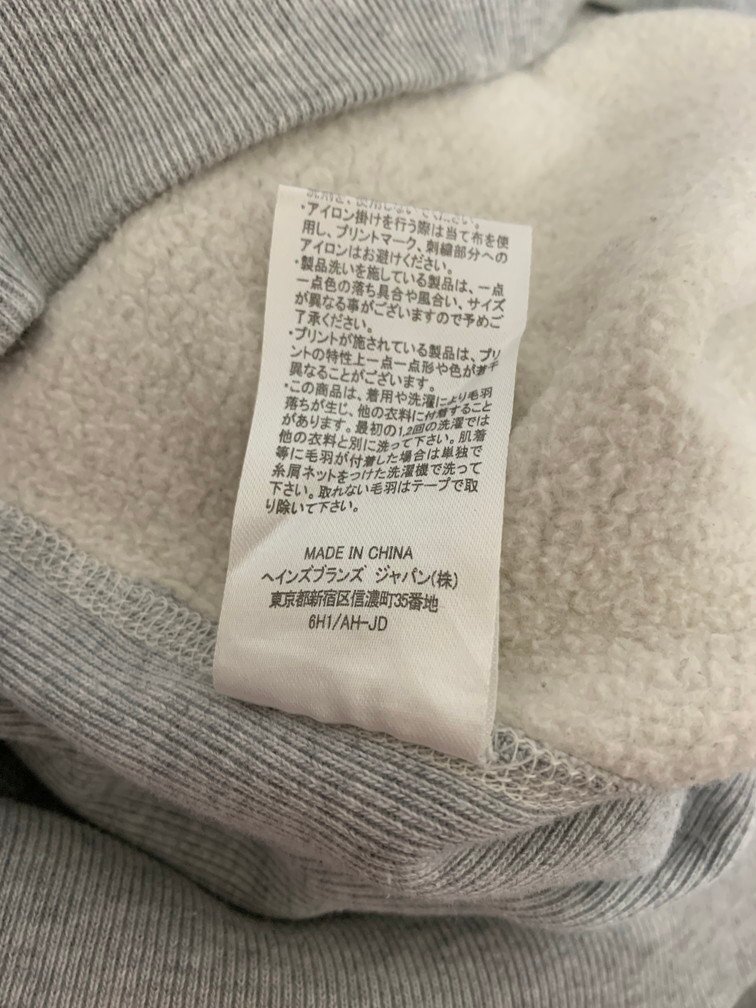 ・アイロン掛けを行う際は当て布を使
用し、プリントマーク、刺繍部分への
アイロンはお避けください。
・製品洗いを施している製品は、一点
一点色の落ち具合や風合い、サイズ
が異なる事がございますので予めご
了承ください。
・プリントが施されている製品は、プリ
ントの特性上一点一点形や色が若干
異なることがございます。
・この商品は、着用や洗濯により毛羽
落ちが生じ、他の衣料に付着すること
があります。最初の1,2回の洗濯では
他の衣料と別に洗って下さい。肌着
等に毛羽が付着した場合は単独で
糸屑ネットをつけた洗濯機で洗って
下さい。取れない毛羽はテープで取
り除いて下さい。
MADE IN CHINA
ヘインズブランズ ジャパン(株)
東京都新宿区信濃町35番地
6H1/AH-JD